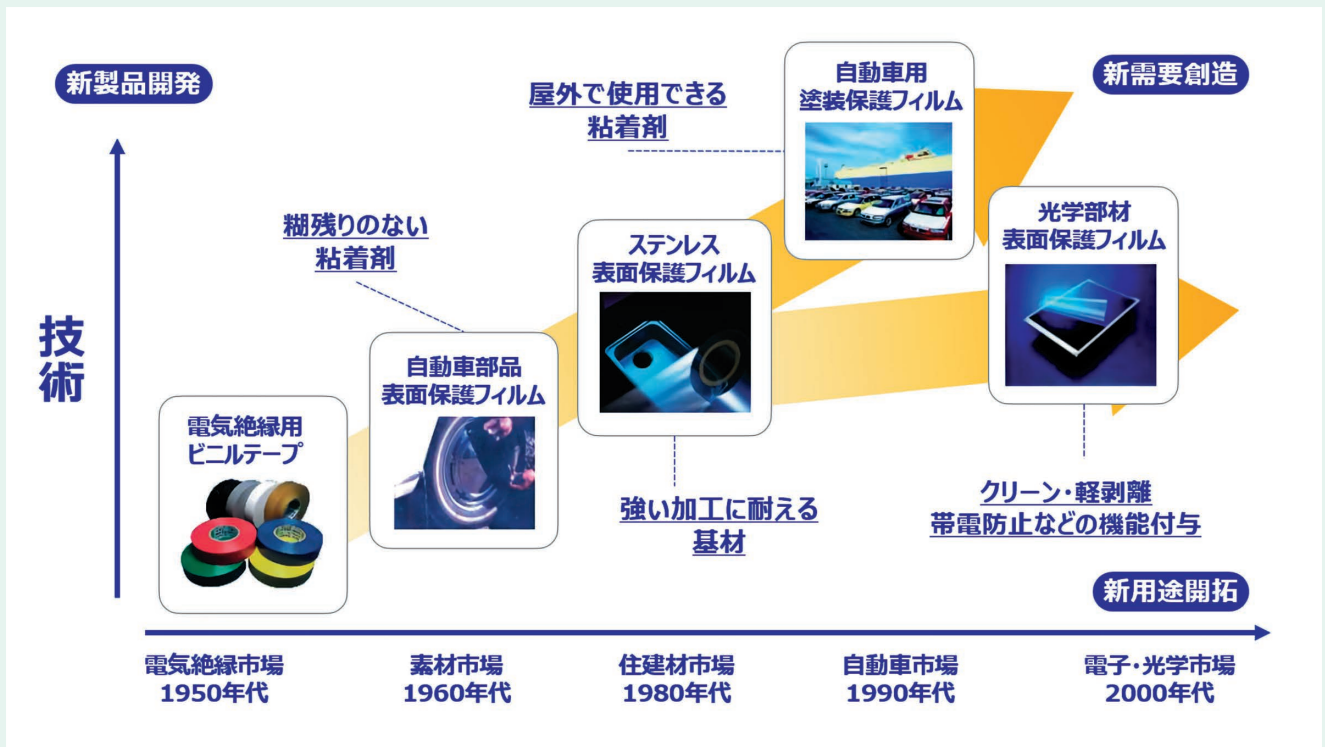 新製品開発
新需要創造
技術
電気絶縁用
ビニルテープ
糊残りのない
粘着剤
自動車部品
表面保護フィルム
ステンレス
表面保護フィルム
強い加工に耐える
基材
屋外で使用できる
粘着剤
自動車用
塗装保護フィルム
光学部材
表面保護フィルム
クリーン・軽剥離
帯電防止などの機能付与
新用途開拓
電気絶縁市場
1950年代
素材市場
1960年代
住建材市場
1980年代
自動車市場
1990年代
電子・光学市場
2000年代